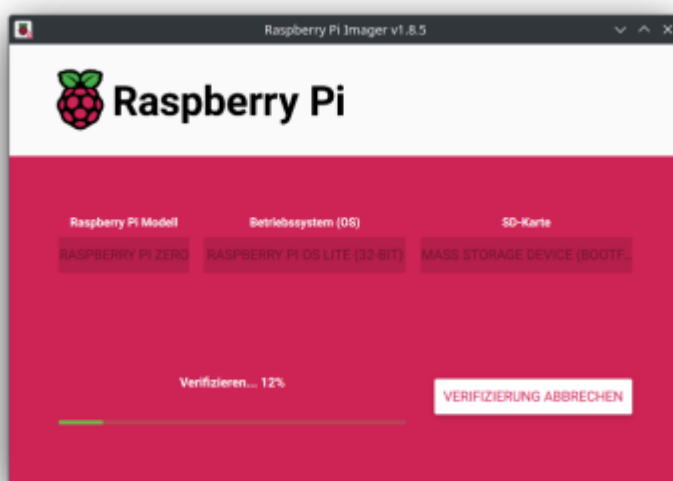 Raspberry Pi Imager v1.8.5
Raspberry Pi
Raspberry Pi Modell
Betriebssystem (OS)
SD-Karte
RASPBERRY PI ZERO
RASPBERRY PI OS LITE (32-BIT)
MASS STORAGE DEVICE (BOOTF...
Verifizieren... 12%
VERIFIZIERUNG ABBRECHEN